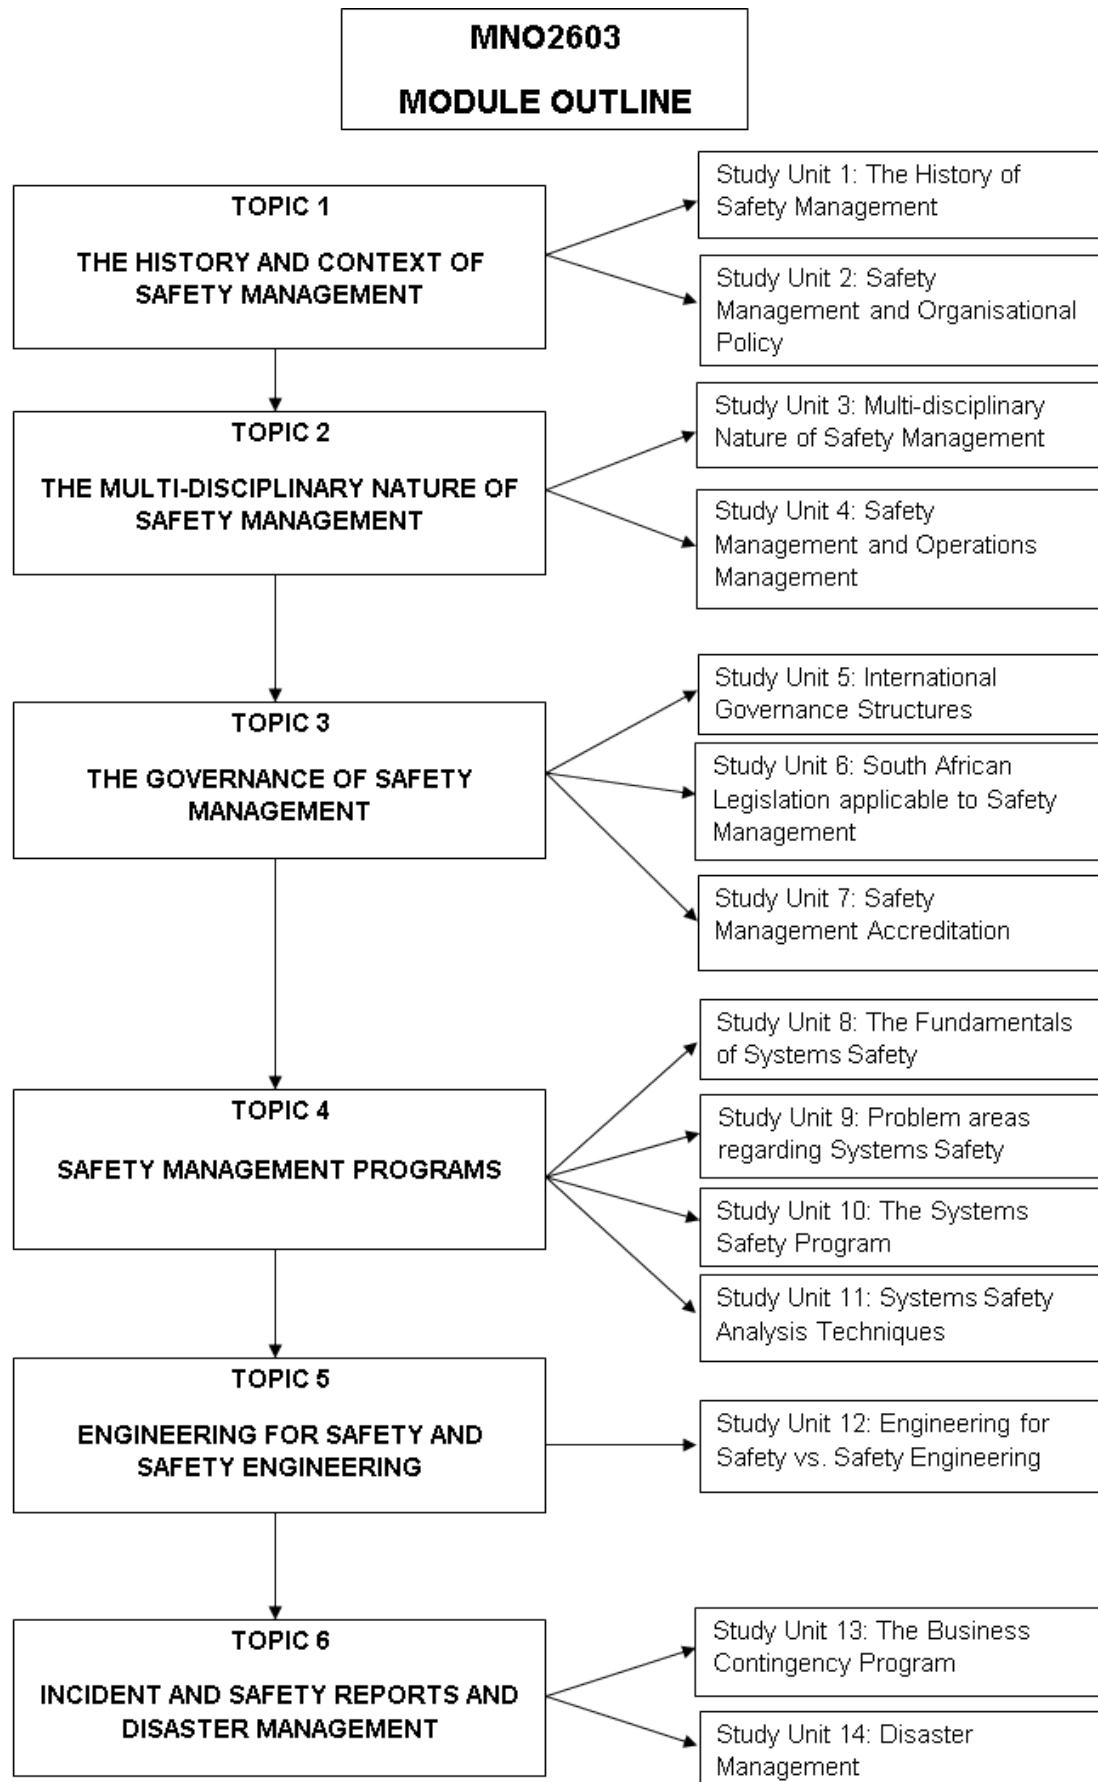 MNO2603
MODULE OUTLINE
TOPIC 1
THE HISTORY AND CONTEXT OF
SAFETY MANAGEMENT
Study Unit 1: The History of
Safety Management
Study Unit 2: Safety
Management and Organisational
Policy
TOPIC 2
THE MULTI-DISCIPLINARY NATURE OF
SAFETY MANAGEMENT
Study Unit 3: Multi-disciplinary
Nature of Safety Management
Study Unit 4: Safety
Management and Operations
Management
TOPIC 3
THE GOVERNANCE OF SAFETY
MANAGEMENT
Study Unit 5: International
Governance Structures
Study Unit 6: South African
Legislation applicable to Safety
Management
Study Unit 7: Safety
Management Accreditation
TOPIC 4
SAFETY MANAGEMENT PROGRAMS
Study Unit 8: The Fundamentals
of Systems Safety
Study Unit 9: Problem areas
regarding Systems Safety
Study Unit 10: The Systems
Safety Program
Study Unit 11: Systems Safety
Analysis Techniques
TOPIC 5
ENGINEERING FOR SAFETY AND
SAFETY ENGINEERING
Study Unit 12: Engineering for
Safety vs. Safety Engineering
TOPIC 6
INCIDENT AND SAFETY REPORTS AND
DISASTER MANAGEMENT
Study Unit 13: The Business
Contingency Program
Study Unit 14: Disaster
Management